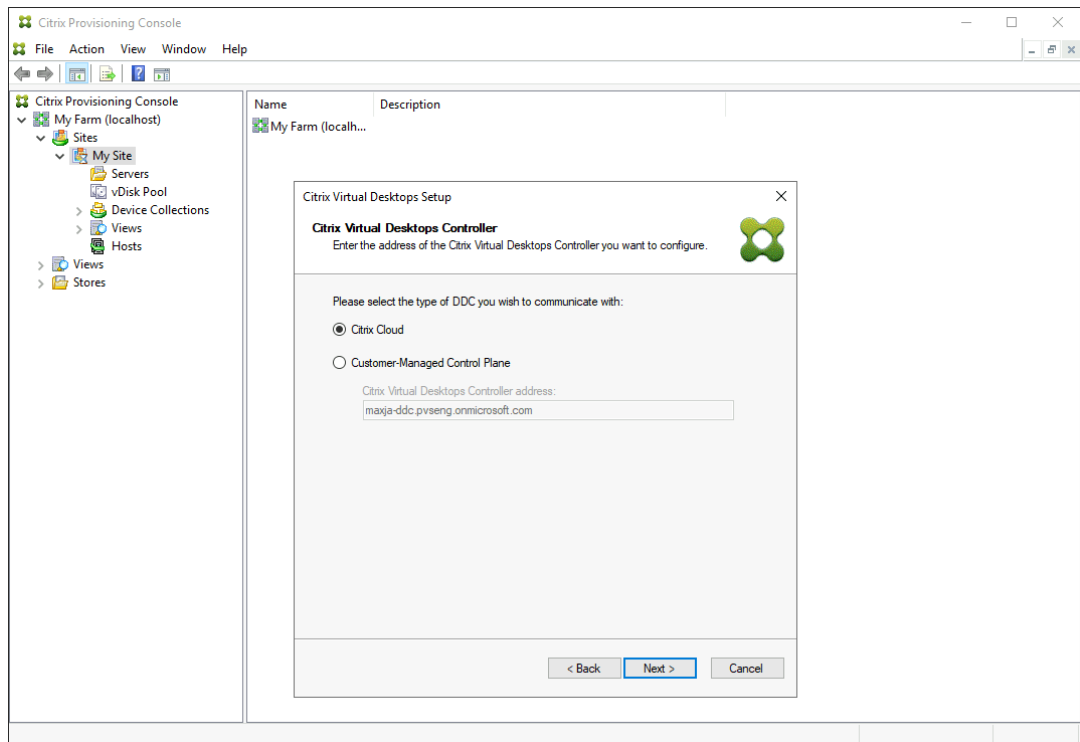 Citrix Provisioning Console
File Action View Window Help
Citrix Provisioning Console
My Farm (localhost)
Sites
My Site
Servers
vDisk Pool
Device Collections
Views
Hosts
Views
Stores
Name Description
My Farm (localh...
Citrix Virtual Desktops Setup
Citrix Virtual Desktops Controller
Enter the address of the Citrix Virtual Desktops Controller you want to configure.
Please select the type of DDC you wish to communicate with:
Citrix Cloud
Customer-Managed Control Plane
Citrix Virtual Desktops Controller address:
maxja-ddc.pvseng.onmicrosoft.com
< Back Next > Cancel